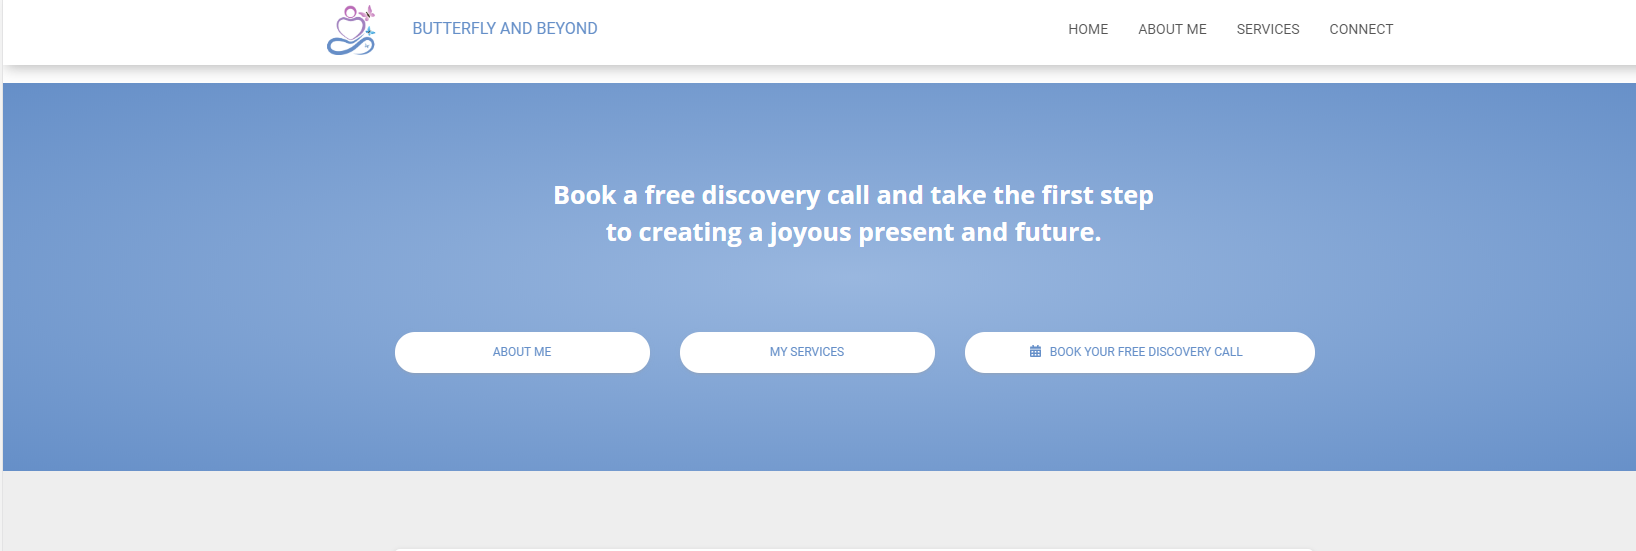 BUTTERFLY AND BEYOND
HOME
ABOUT ME
SERVICES
CONNECT
Book a free discovery call and take the first step
to creating a joyous present and future.
ABOUT ME
MY SERVICES
BOOK YOUR FREE DISCOVERY CALL